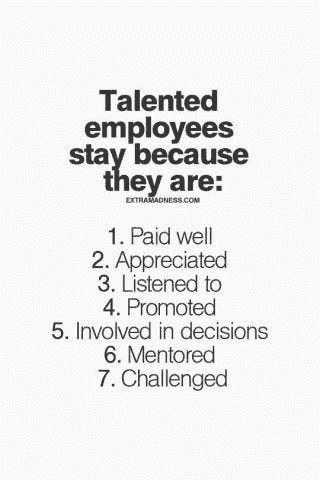 Talented
employees
stay because
they are:
EXTRAMADNESS.COM
1. Paid well
2. Appreciated
3. Listened to
4. Promoted
5. Involved in decisions
6. Mentored
7. Challenged